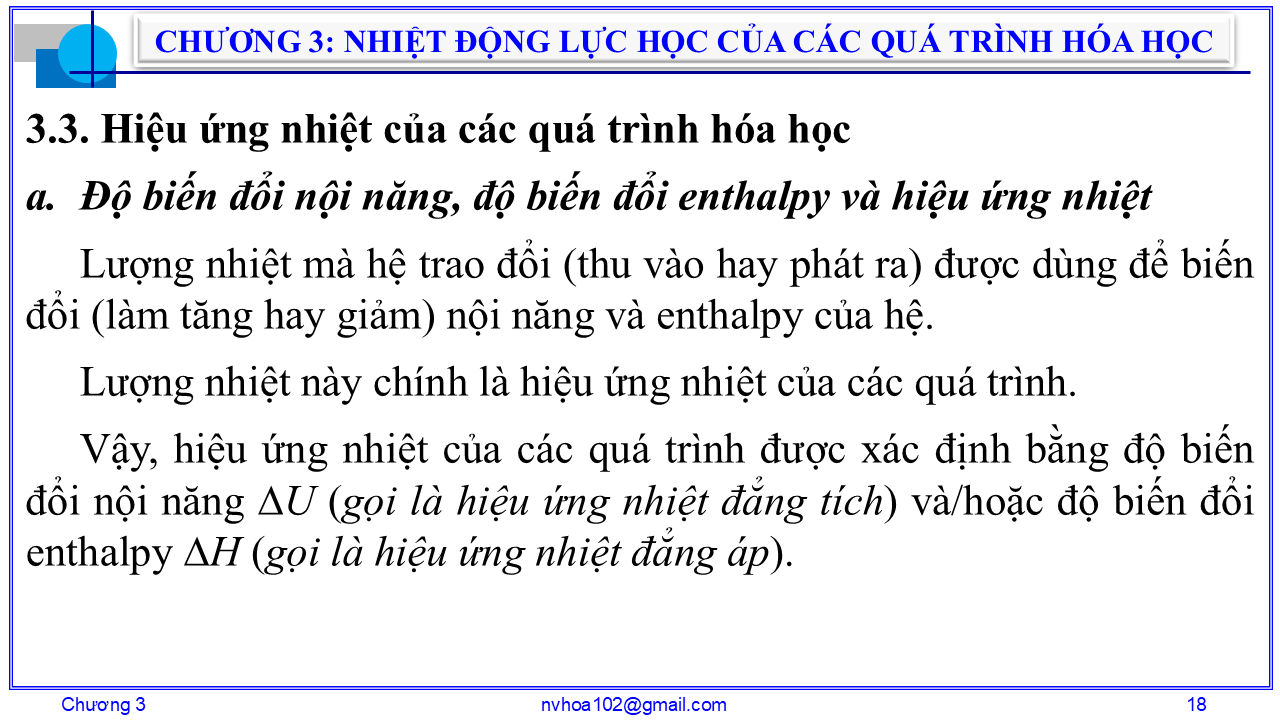 CHƯƠNG 3: NHIỆT ĐỘNG LỰC HỌC CỦA CÁC QUÁ TRÌNH HÓA HỌC
3.3. Hiệu ứng nhiệt của các quá trình hóa học
a. Độ biến đổi nội năng, độ biến đổi enthalpy và hiệu ứng nhiệt
Lượng nhiệt mà hệ trao đổi (thu vào hay phát ra) được dùng để biến
đổi (làm tăng hay giảm) nội năng và enthalpy của hệ.
Lượng nhiệt này chính là hiệu ứng nhiệt của các quá trình.
Vậy, hiệu ứng nhiệt của các quá trình được xác định bằng độ biến
đổi nội năng ΔU (gọi là hiệu ứng nhiệt đẳng tích) và/hoặc độ biến đổi
enthalpy ΔH (gọi là hiệu ứng nhiệt đẳng áp).
Chương 3 nvhoa102@gmail.com 18